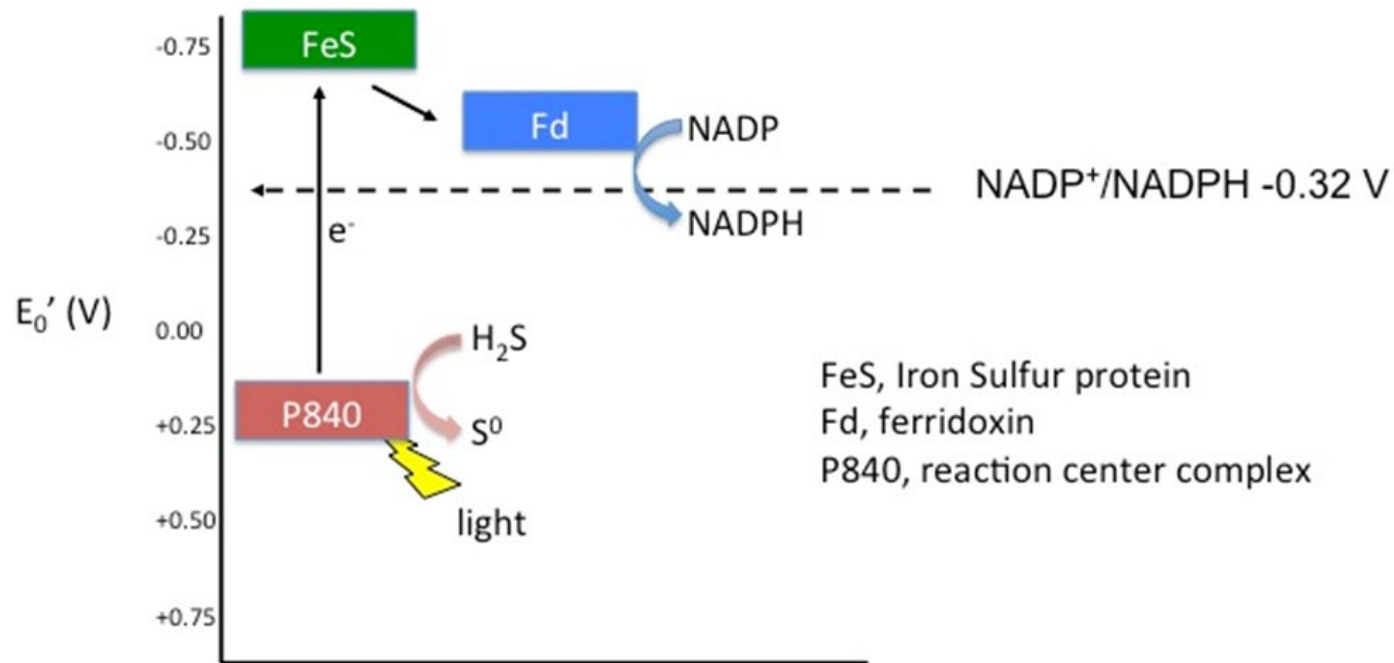 -0.75
FeS
Fd
NADP
-0.50
NADP⁺/NADPH -0.32 V
NADPH
-0.25
e⁻
E₀’ (V)
0.00
H₂S
P840
+0.25
S⁰
light
+0.50
+0.75
FeS, Iron Sulfur protein
Fd, ferridoxin
P840, reaction center complex